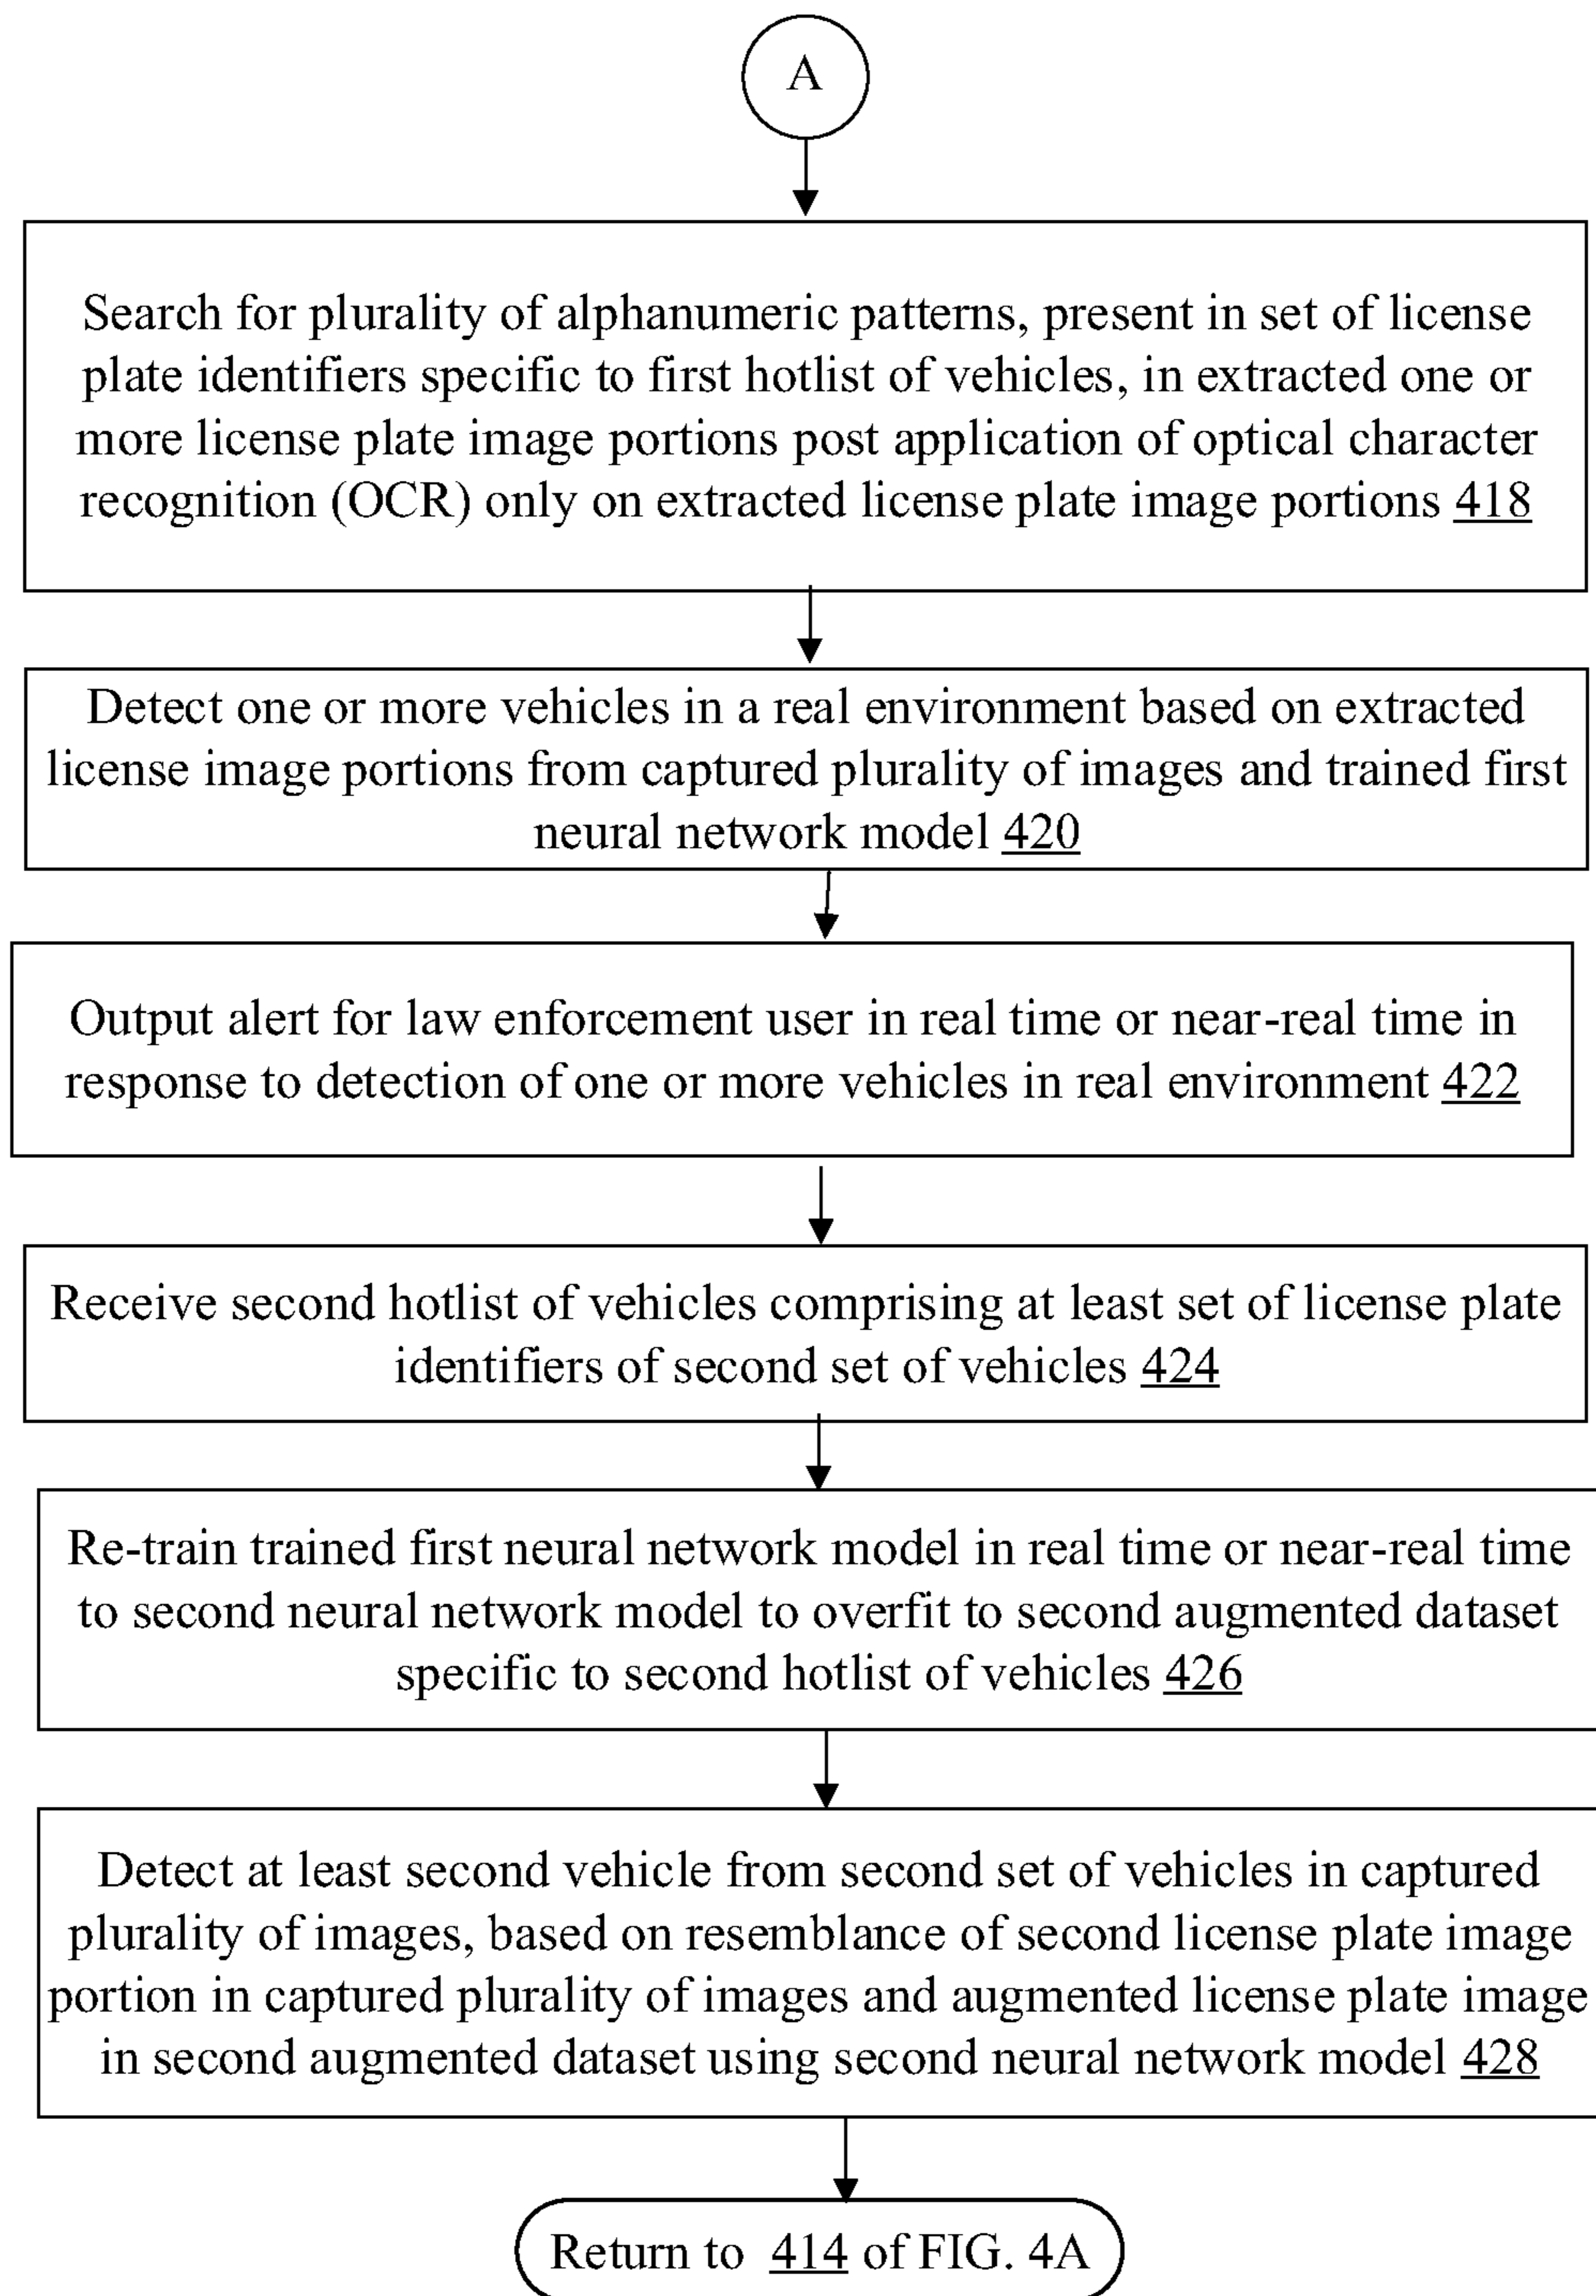 A
Search for plurality of alphanumeric patterns, present in set of license
plate identifiers specific to first hotlist of vehicles, in extracted one or
more license plate image portions post application of optical character
recognition (OCR) only on extracted license plate image portions 418
Detect one or more vehicles in a real environment based on extracted
license image portions from captured plurality of images and trained first
neural network model 420
Output alert for law enforcement user in real time or near-real time in
response to detection of one or more vehicles in real environment 422
Receive second hotlist of vehicles comprising at least set of license plate
identifiers of second set of vehicles 424
Re-train trained first neural network model in real time or near-real time
to second neural network model to overfit to second augmented dataset
specific to second hotlist of vehicles 426
Detect at least second vehicle from second set of vehicles in captured
plurality of images, based on resemblance of second license plate image
portion in captured plurality of images and augmented license plate image
in second augmented dataset using second neural network model 428
Return to 414 of FIG. 4A